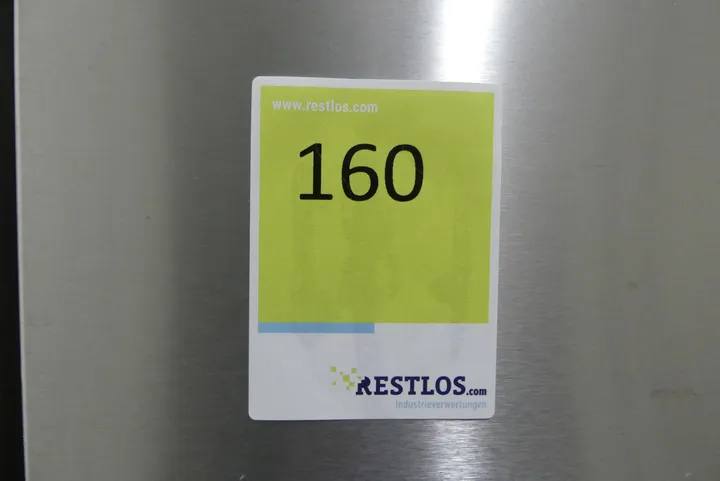 www.restlos.com
160
RESTLOS.com
Industrieverwertungen